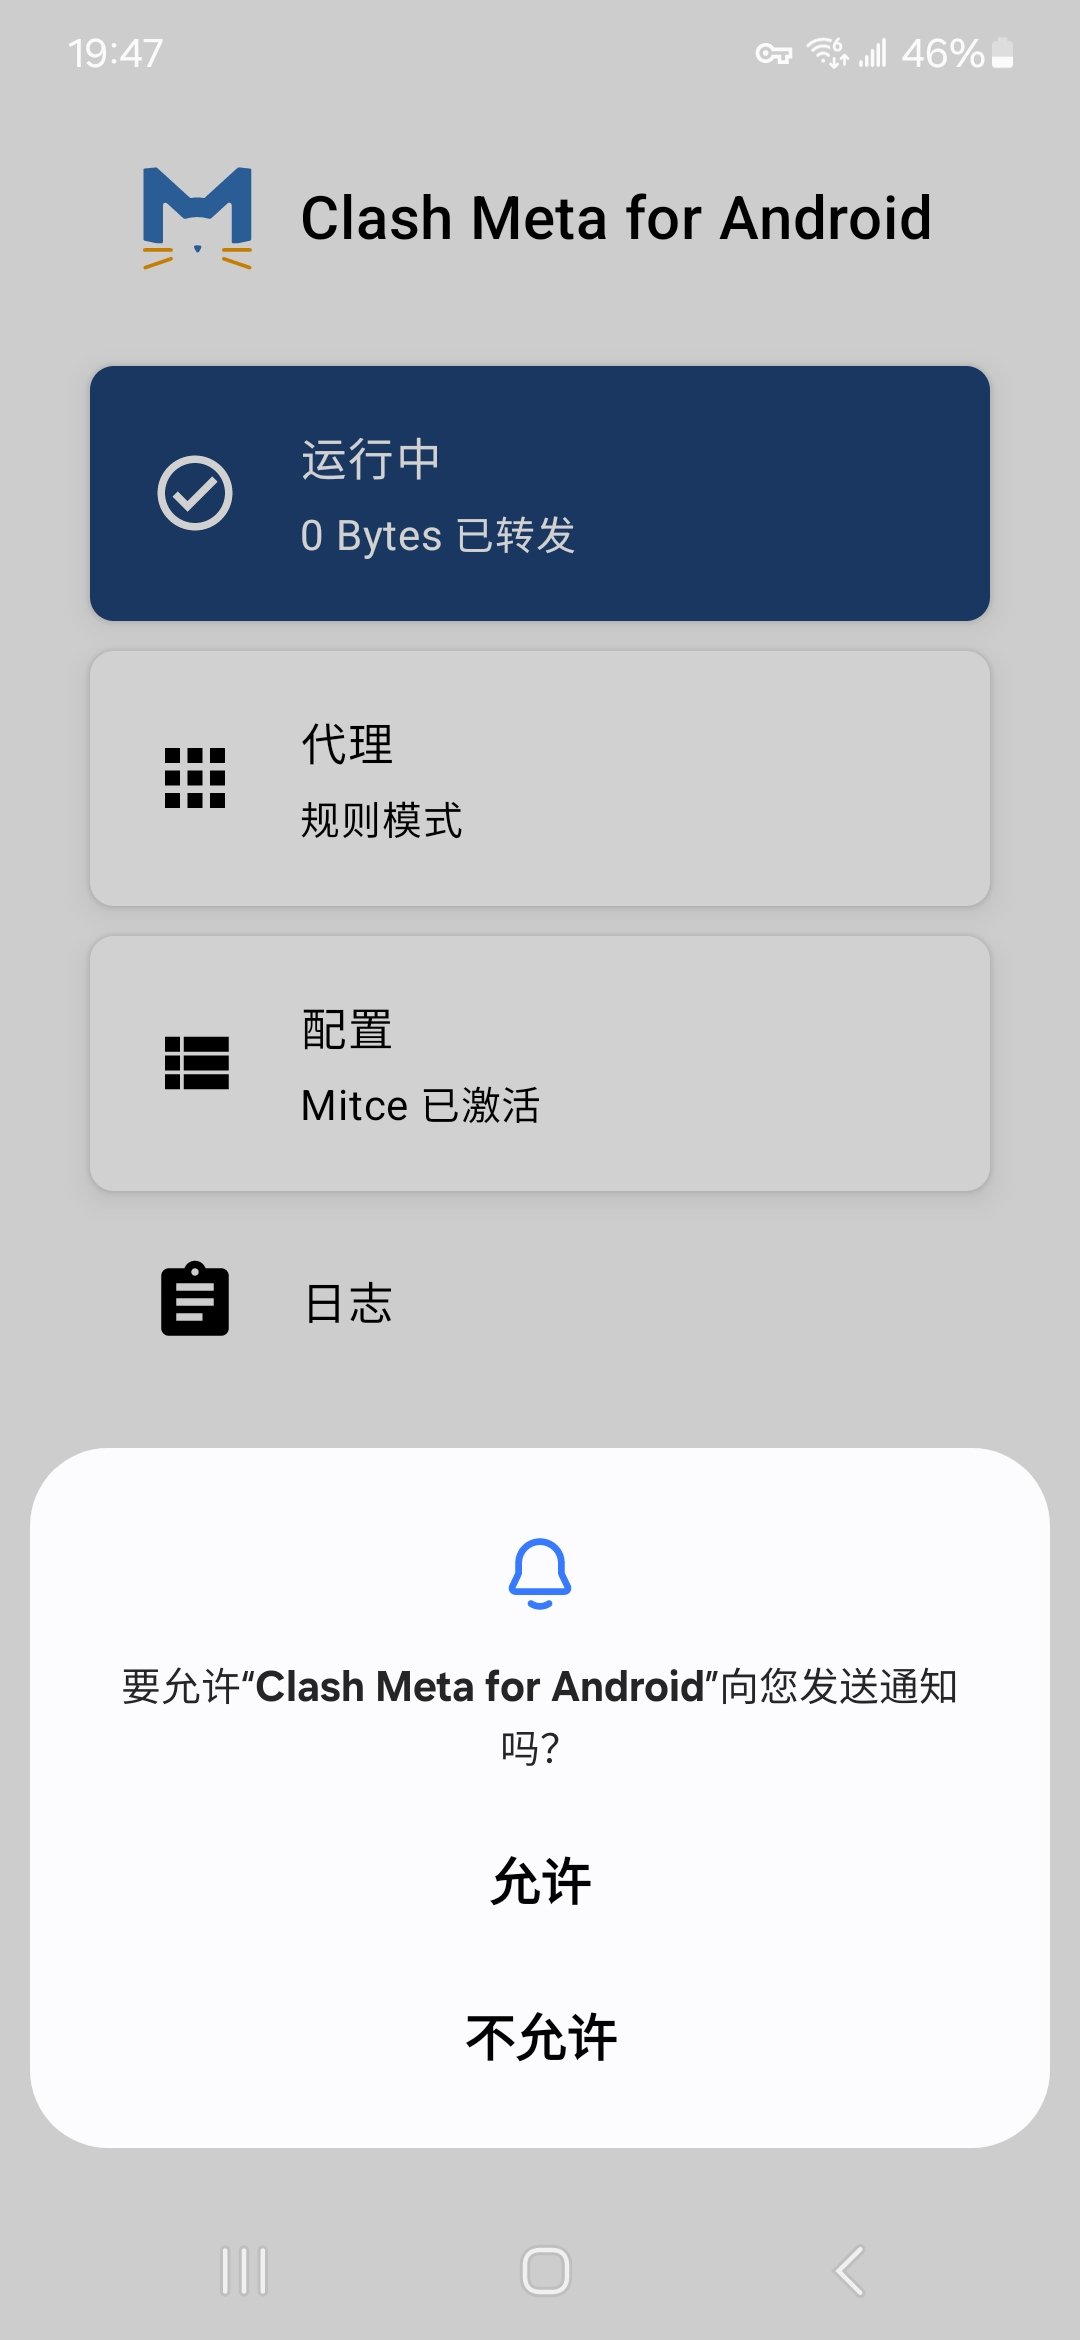 19:47
46%
Clash Meta for Android
运行中
0 Bytes 已转发
代理
规则模式
配置
Mitce 已激活
日志
要允许“Clash Meta for Android”向您发送通知
吗？
允许
不允许